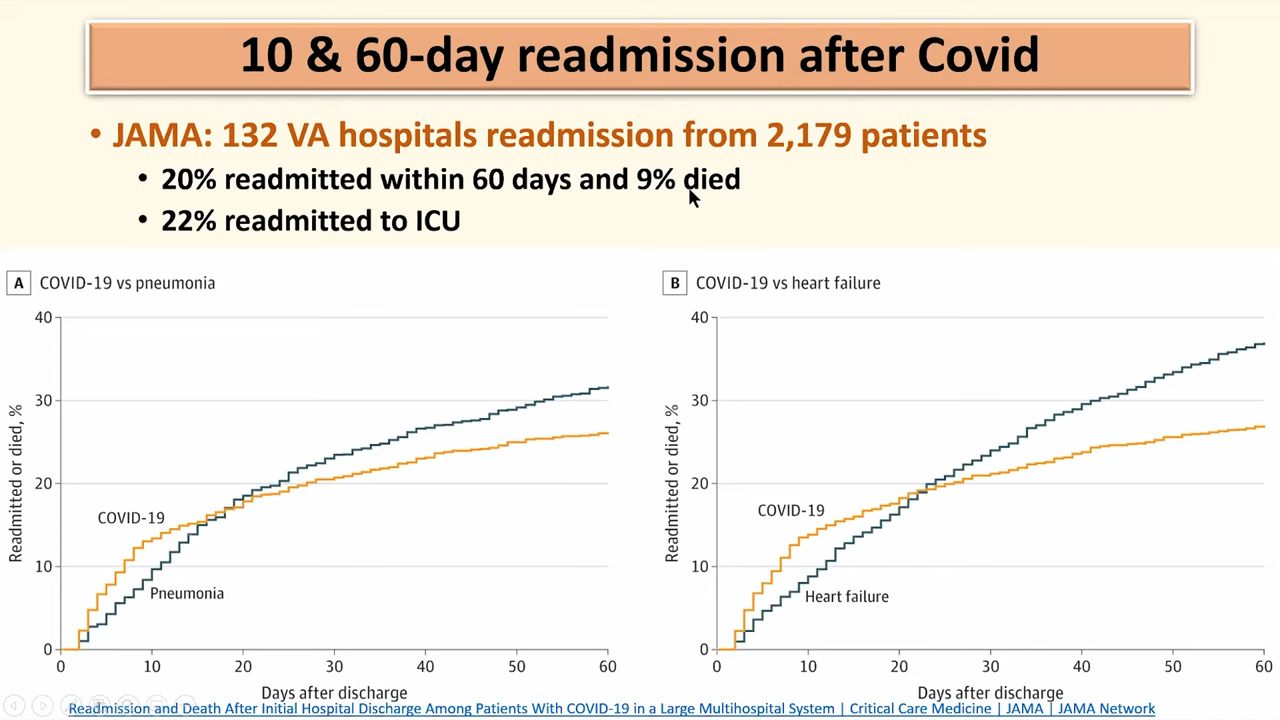 10 & 60-day readmission after Covid
• JAMA: 132 VA hospitals readmission from 2,179 patients
• 20% readmitted within 60 days and 9% died
• 22% readmitted to ICU
A COVID-19 vs pneumonia
40
30
20
10
0
Readmitted or died, %
COVID-19
Pneumonia
0 10 20 30 40 50 60
Days after discharge
B COVID-19 vs heart failure
40
30
20
10
0
Readmitted or died, %
COVID-19
Heart failure
0 10 20 30 40 50 60
Days after discharge
Readmission and Death After Initial Hospital Discharge Among Patients With COVID-19 in a Large Multihospital System | Critical Care Medicine | JAMA | JAMA Network